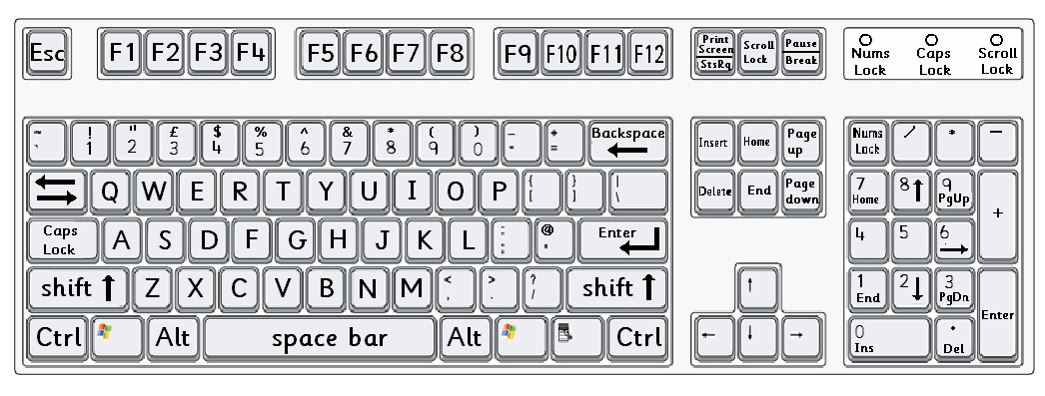 Esc F1 F2 F3 F4 F5 F6 F7 F8 F9 F10 F11 F12 Print Screen StsRq Scroll Lock Pause Break Nums Lock Caps Lock Scroll Lock
~ ! " £ $ % ^ & * ( ) - + Backspace
` 1 2 3 4 5 6 7 8 9 0 - =
Insert Home Page up Nums Lock / * -
Q W E R T Y U I O P { [ } ] | \ Delete End Page down 7 Home 8 9 PgUp +
Caps Lock A S D F G H J K L : ; @ ' Enter 4 5 6
shift Z X C V B N M < , > . ? / shift ↑ 1 End 2 3 PgDn Enter
Ctrl Alt space bar Alt Ctrl ← ↓ → 0 Ins . Del